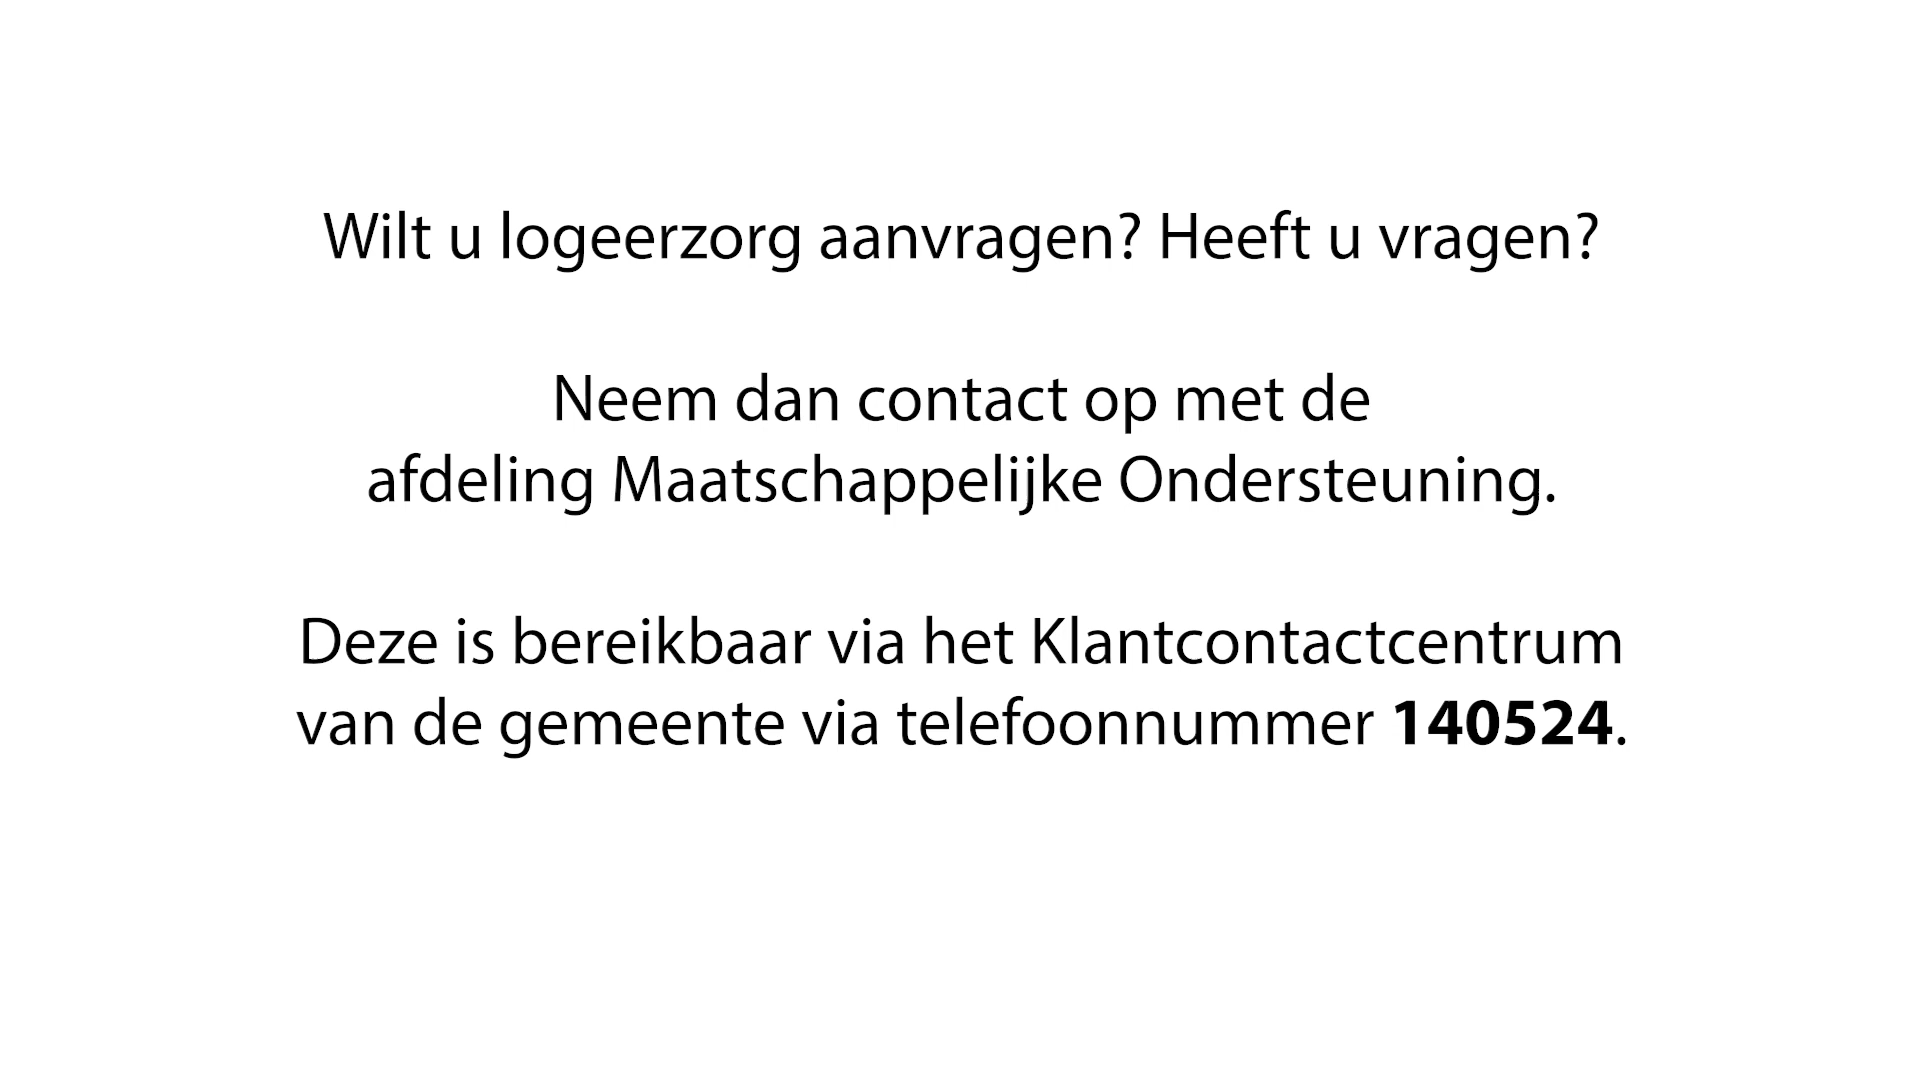 Wilt u logeerzorg aanvragen? Heeft u vragen?
Neem dan contact op met de
afdeling Maatschappelijke Ondersteuning.
Deze is bereikbaar via het Klantcontactcentrum
van de gemeente via telefoonnummer 140524.